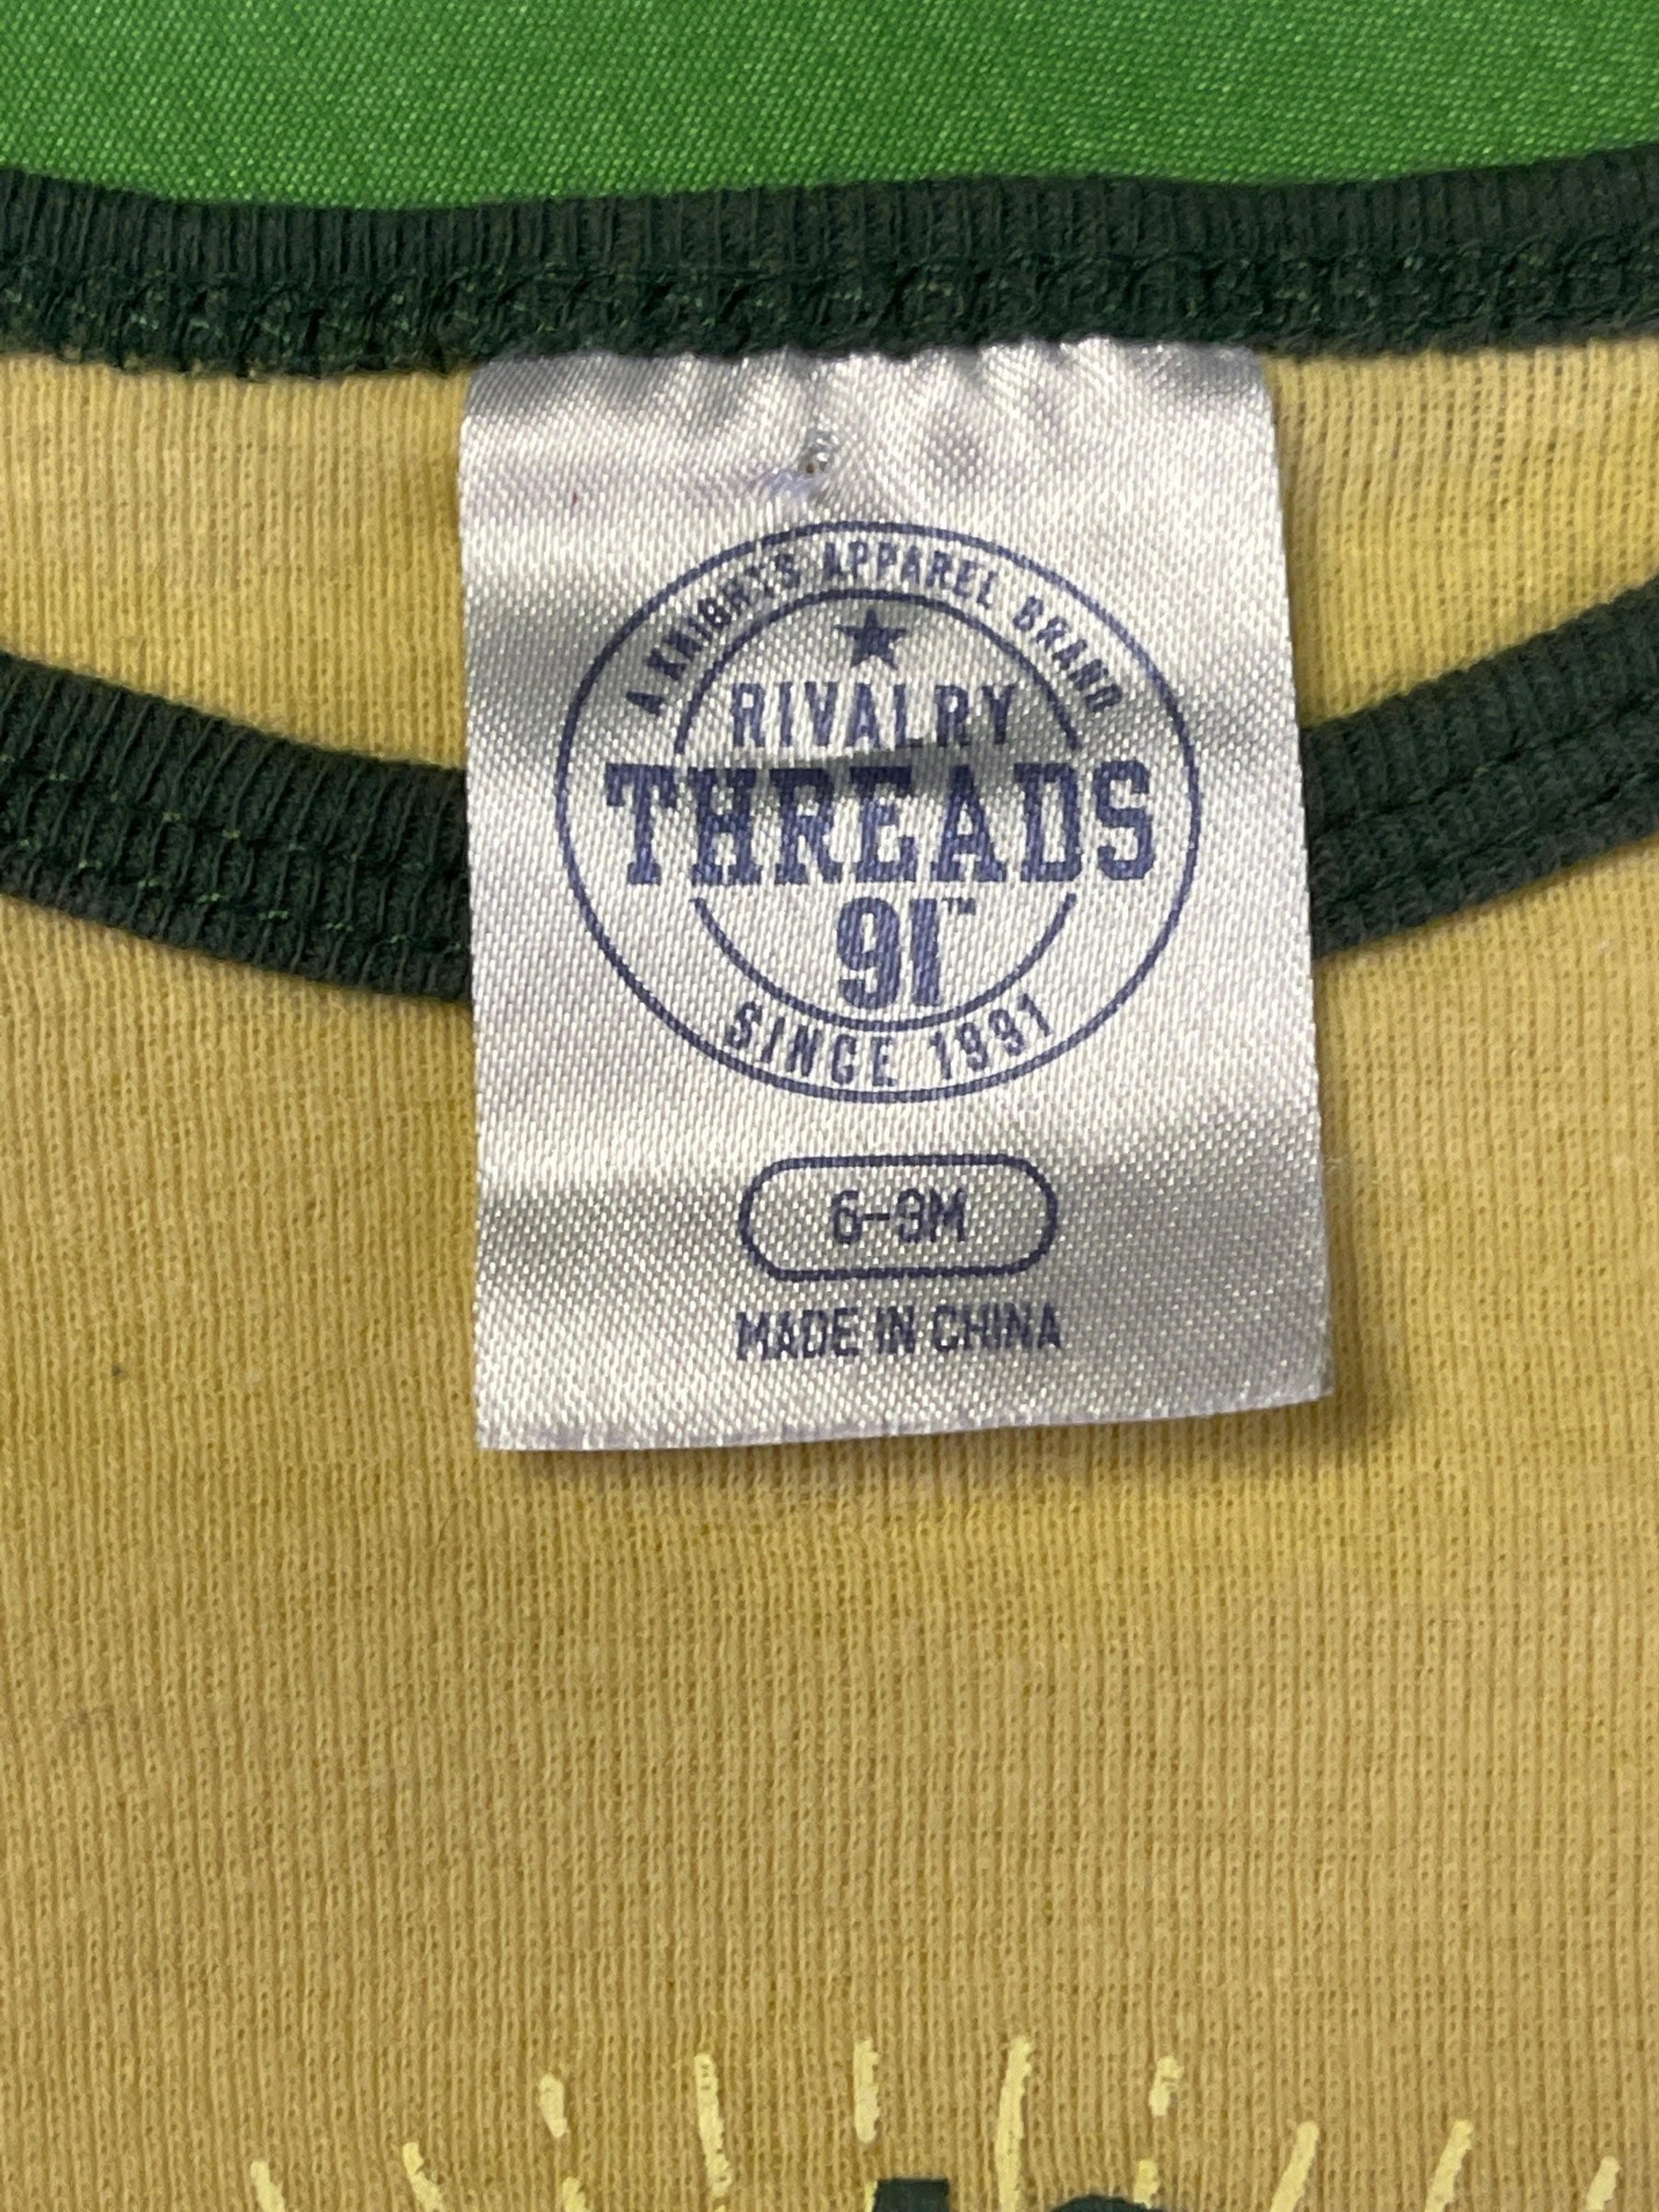 A KNIGHTS APPAREL BRAND
RIVALRY
THREADS
91™
SINCE 1991
6-9M
MADE IN CHINA